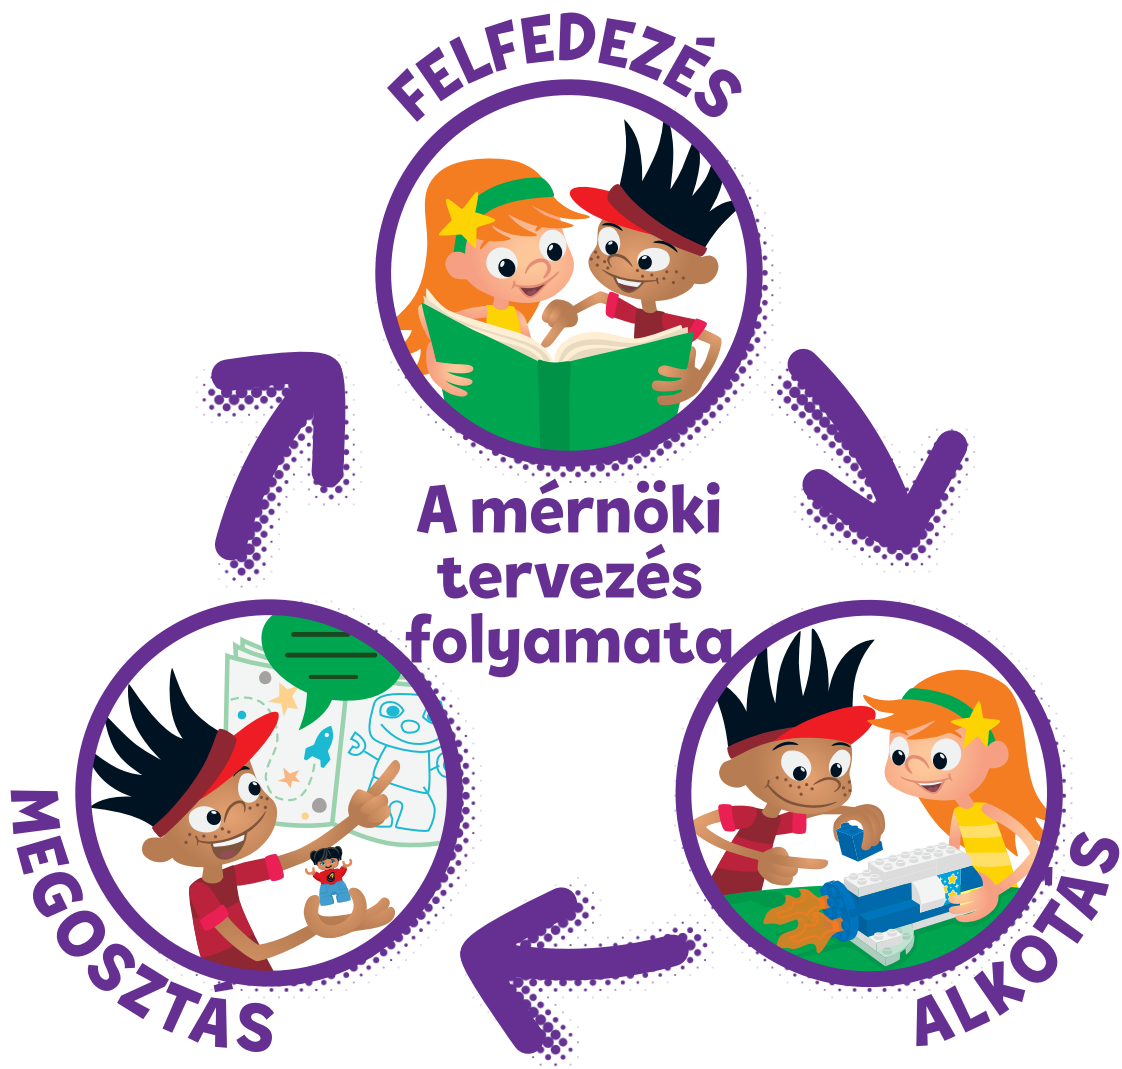 FELFEDEZÉS
A mérnöki
tervezés
folyamata
MEGOSZTÁS
ALKOTÁS